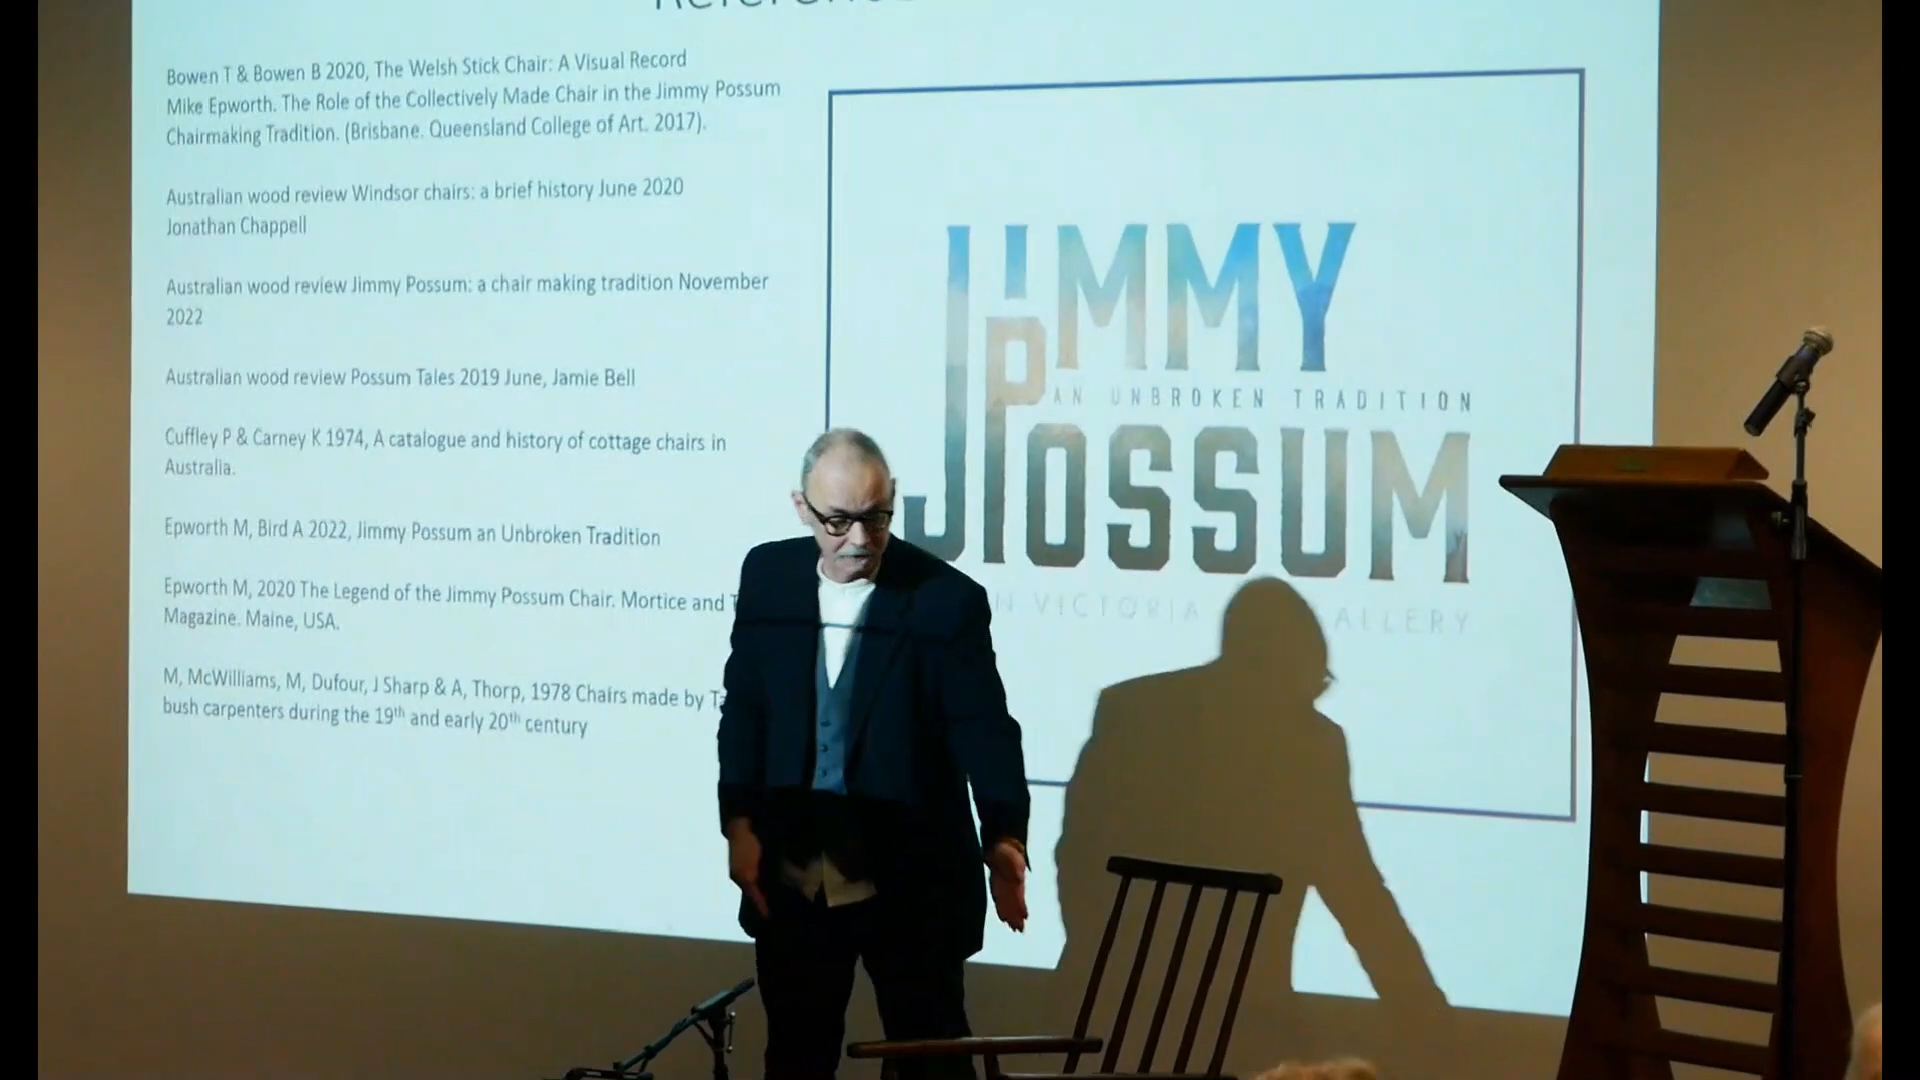 Bowen T & Bowen B 2020, The Welsh Stick Chair: A Visual Record
Mike Epworth. The Role of the Collectively Made Chair in the Jimmy Possum
Chairmaking Tradition. (Brisbane. Queensland College of Art. 2017).
Australian wood review Windsor chairs: a brief history June 2020
Jonathan Chappell
Australian wood review Jimmy Possum: a chair making tradition November
2022
Australian wood review Possum Tales 2019 June, Jamie Bell
Cuffley P & Carney K 1974, A catalogue and history of cottage chairs in
Australia.
Epworth M, Bird A 2022, Jimmy Possum an Unbroken Tradition
Epworth M, 2020 The Legend of the Jimmy Possum Chair. Mortice and
Magazine. Maine, USA.
M, McWilliams, M, Dufour, J Sharp & A, Thorp, 1978 Chairs made by
bush carpenters during the 19th and early 20th century
JIMMY
AN UNBROKEN TRADITION
POSSUM
VICTORIA